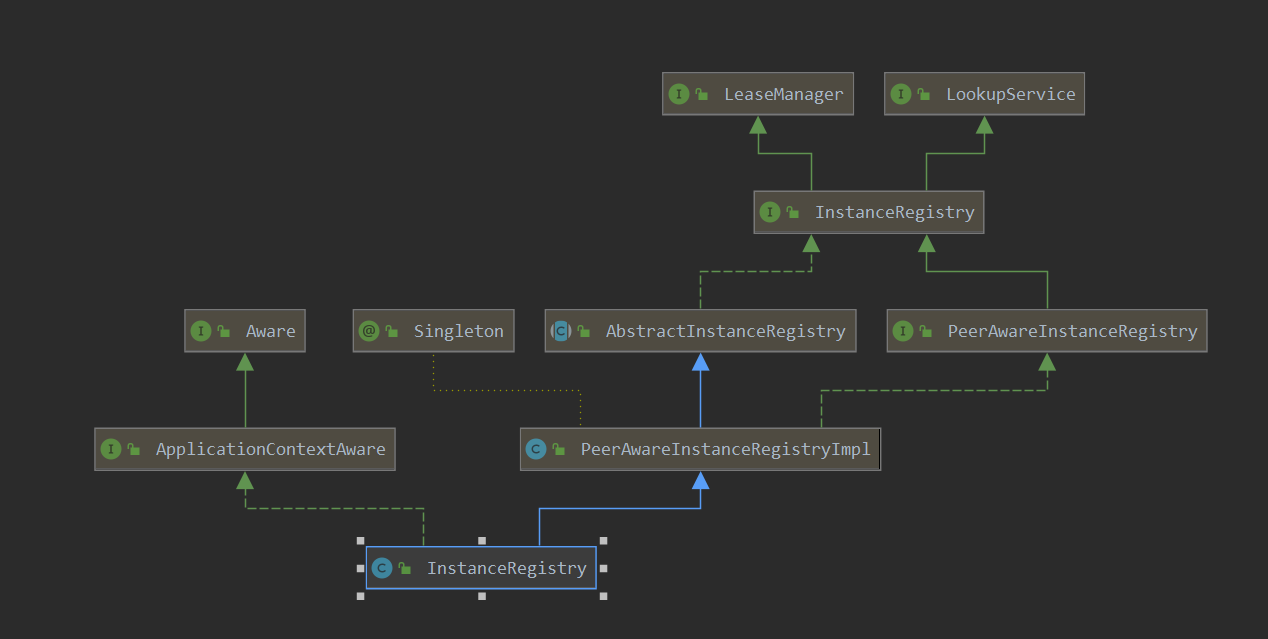 I LeaseManager
I LookupService
I InstanceRegistry
I Aware
@ Singleton
C AbstractInstanceRegistry
I PeerAwareInstanceRegistry
I ApplicationContextAware
C PeerAwareInstanceRegistryImpl
C InstanceRegistry